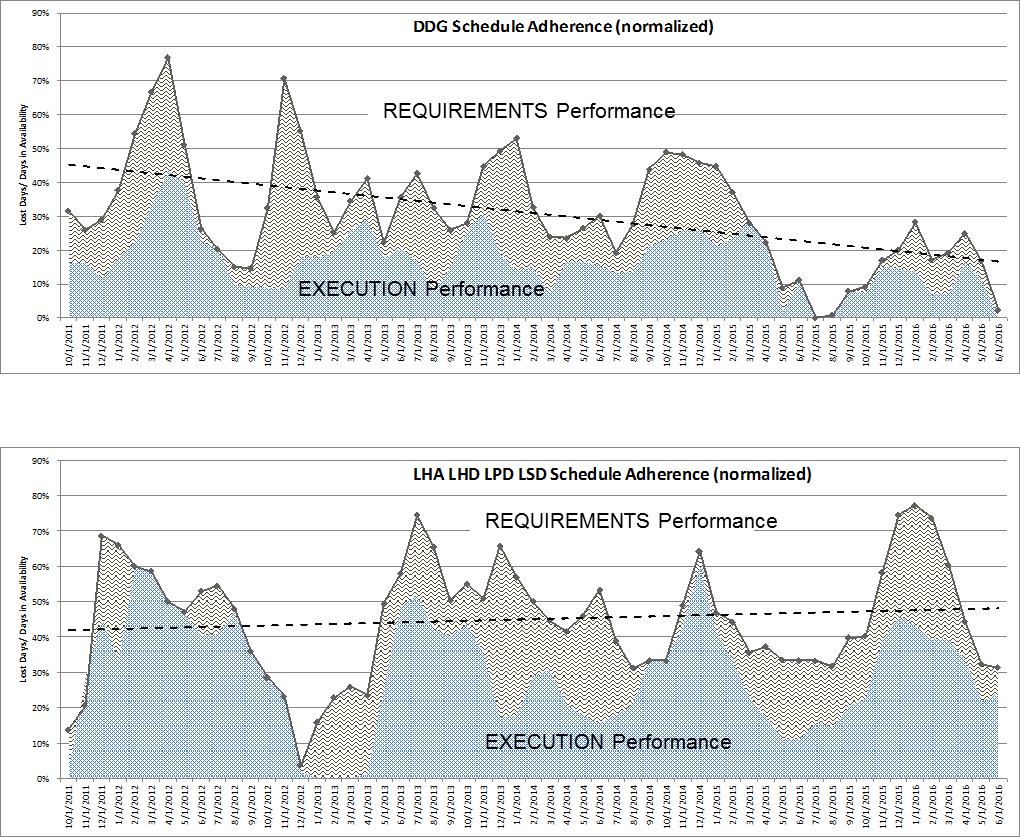 DDG Schedule Adherence (normalized)
REQUIREMENTS Performance
EXECUTION Performance
Lost Days/ Days in Availability
90%
80%
70%
60%
50%
40%
30%
20%
10%
0%
10/1/2011 11/1/2011 12/1/2011 1/1/2012 2/1/2012 3/1/2012 4/1/2012 5/1/2012 6/1/2012 7/1/2012 8/1/2012 9/1/2012 10/1/2012 11/1/2012 12/1/2012 1/1/2013 2/1/2013 3/1/2013 4/1/2013 5/1/2013 6/1/2013 7/1/2013 8/1/2013 9/1/2013 10/1/2013 11/1/2013 12/1/2013 1/1/2014 2/1/2014 3/1/2014 4/1/2014 5/1/2014 6/1/2014 7/1/2014 8/1/2014 9/1/2014 10/1/2014 11/1/2014 12/1/2014 1/1/2015 2/1/2015 3/1/2015 4/1/2015 5/1/2015 6/1/2015 7/1/2015 8/1/2015 9/1/2015 10/1/2015 11/1/2015 12/1/2015 1/1/2016 2/1/2016 3/1/2016 4/1/2016 5/1/2016 6/1/2016
LHA LHD LPD LSD Schedule Adherence (normalized)
REQUIREMENTS Performance
EXECUTION Performance
Lost Days/ Days in Availability
90%
80%
70%
60%
50%
40%
30%
20%
10%
0%
10/1/2011 11/1/2011 12/1/2011 1/1/2012 2/1/2012 3/1/2012 4/1/2012 5/1/2012 6/1/2012 7/1/2012 8/1/2012 9/1/2012 10/1/2012 11/1/2012 12/1/2012 1/1/2013 2/1/2013 3/1/2013 4/1/2013 5/1/2013 6/1/2013 7/1/2013 8/1/2013 9/1/2013 10/1/2013 11/1/2013 12/1/2013 1/1/2014 2/1/2014 3/1/2014 4/1/2014 5/1/2014 6/1/2014 7/1/2014 8/1/2014 9/1/2014 10/1/2014 11/1/2014 12/1/2014 1/1/2015 2/1/2015 3/1/2015 4/1/2015 5/1/2015 6/1/2015 7/1/2015 8/1/2015 9/1/2015 10/1/2015 11/1/2015 12/1/2015 1/1/2016 2/1/2016 3/1/2016 4/1/2016 5/1/2016 6/1/2016